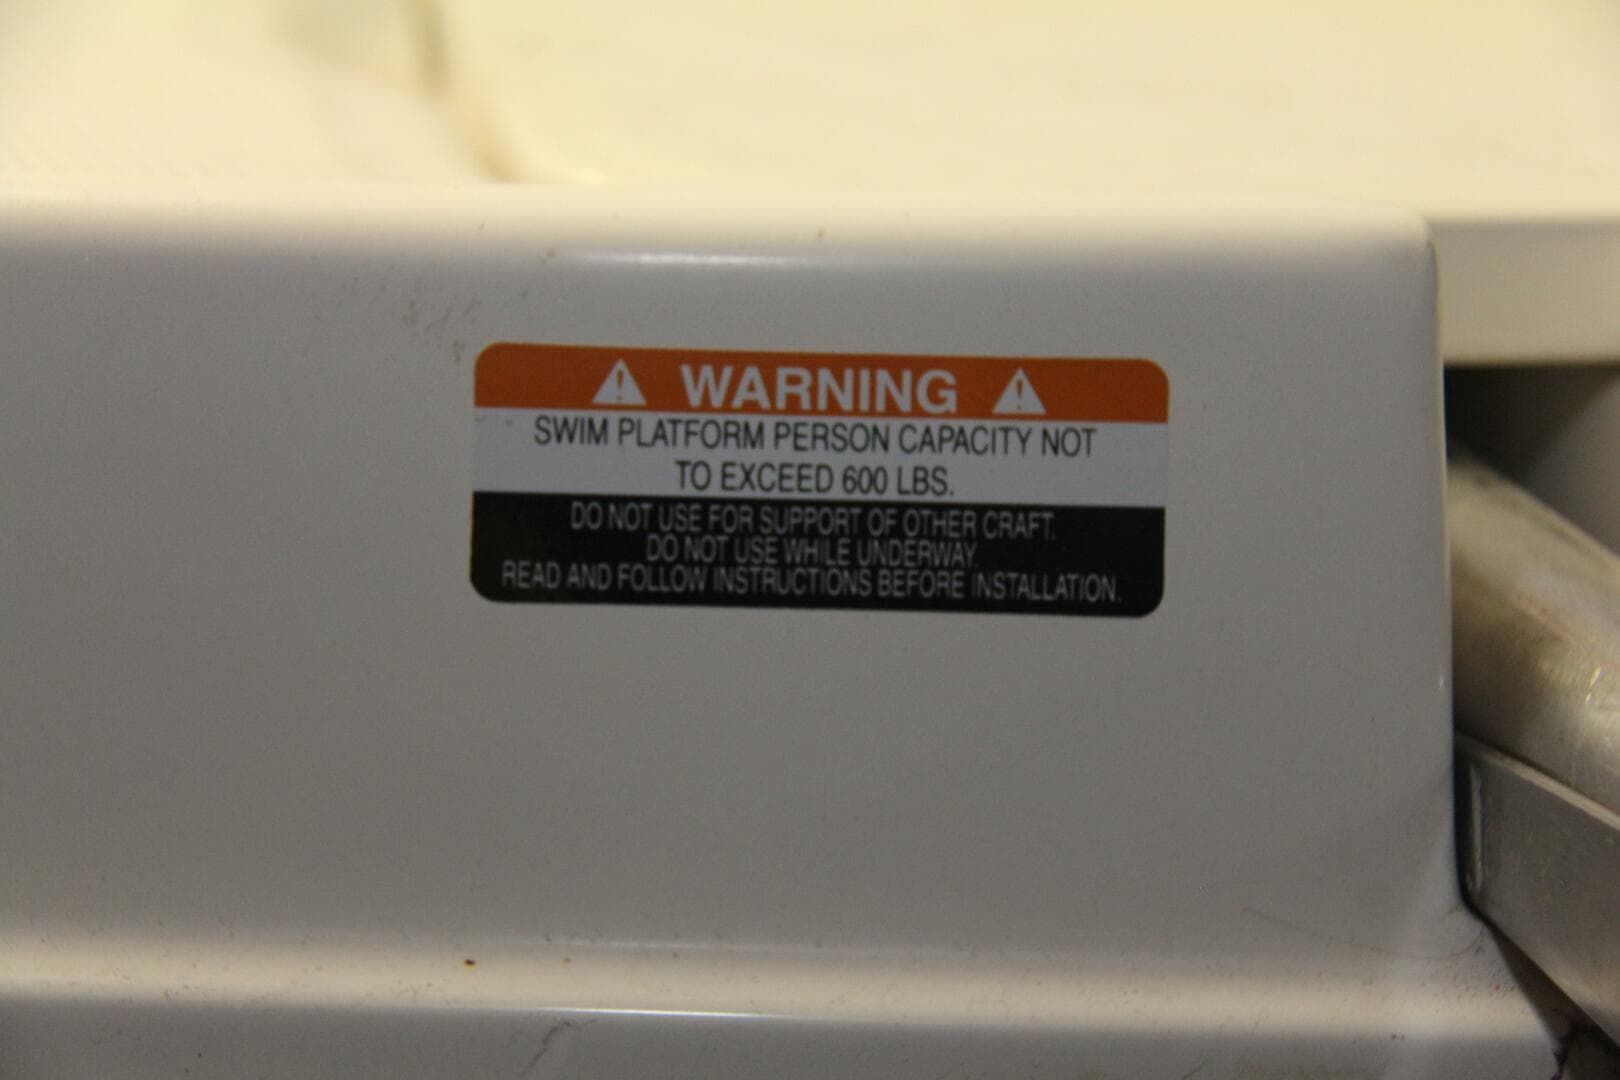 WARNING
SWIM PLATFORM PERSON CAPACITY NOT
TO EXCEED 600 LBS.
DO NOT USE FOR SUPPORT OF OTHER CRAFT.
DO NOT USE WHILE UNDERWAY.
READ AND FOLLOW INSTRUCTIONS BEFORE INSTALLATION.